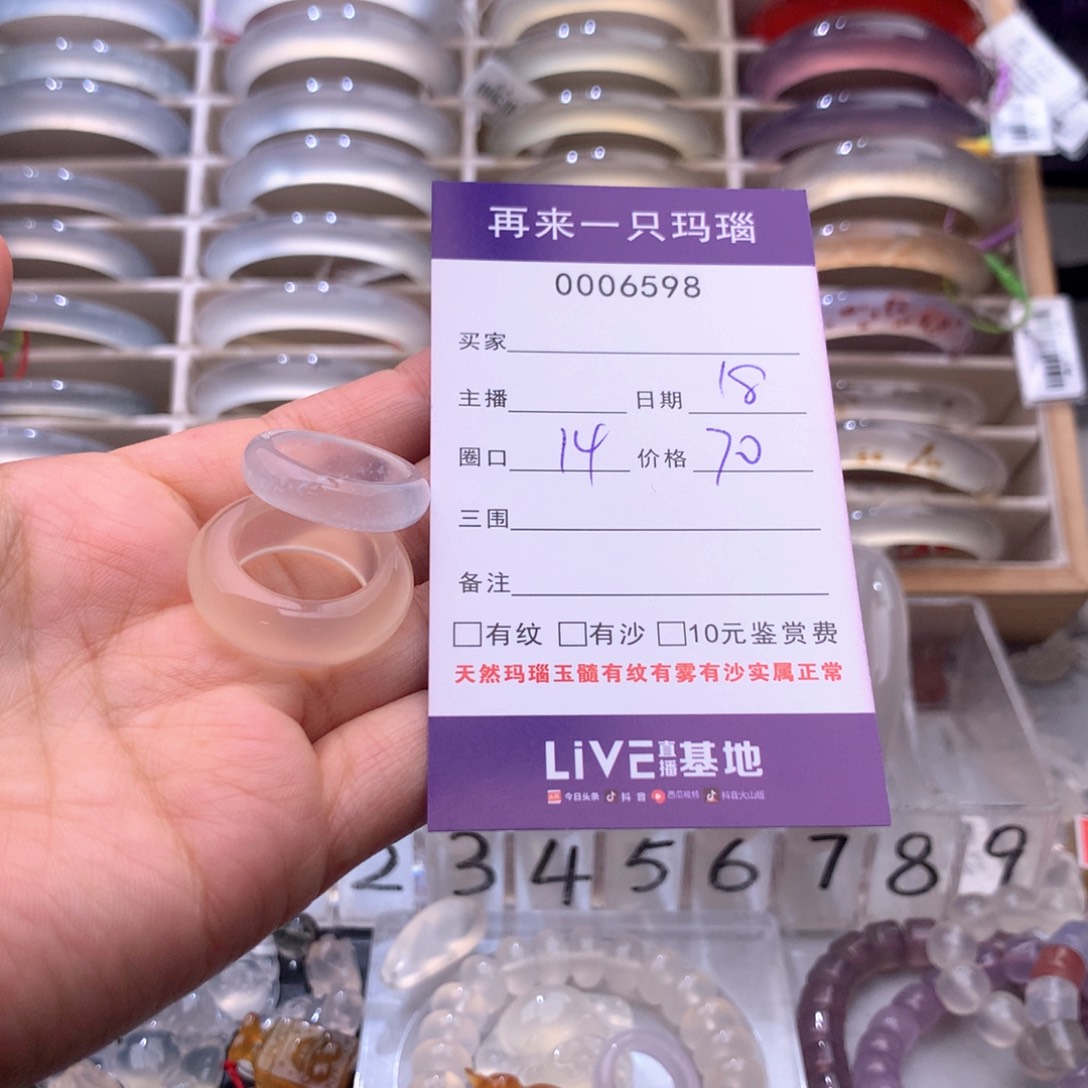 再来一只玛瑙
0006598
买家
主播 日期 18
圈口 14 价格 70
三围
备注
□有纹 □有沙 □10元鉴赏费
天然玛瑙玉髓有纹有雾有沙实属正常
LiVE直播基地
今日头条 抖音 西瓜视频 抖音火山版
2 3 4 5 6 7 8 9